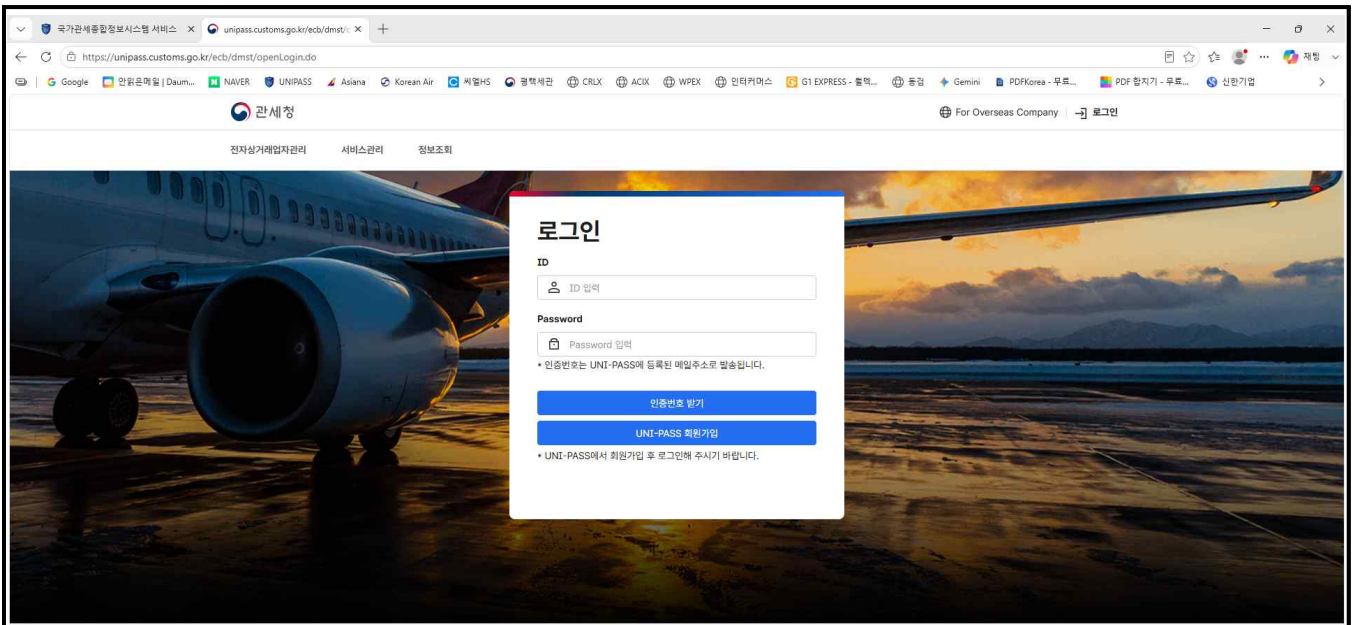 국가관세종합정보시스템 서비스
unipass.customs.go.kr/ecb/dmst/
https://unipass.customs.go.kr/ecb/dmst/openLogin.do
채팅
Google 안읽은메일 | Daum... NAVER UNIPASS Asiana Korean Air 씨엘HS 평택세관 CRLX ACIX WPEX 인터커머스 G1 EXPRESS - 통검 Gemini PDFKorea - 무료... PDF 합치기 - 무료... 신한기업
관세청
For Overseas Company 로그인
전자상거래업자관리 서비스관리 정보조회
로그인
ID
ID 입력
Password
Password 입력
* 인증번호는 UNI-PASS에 등록된 메일주소로 발송됩니다.
인증번호 받기
UNI-PASS 회원가입
* UNI-PASS에서 회원가입 후 로그인해 주시기 바랍니다.